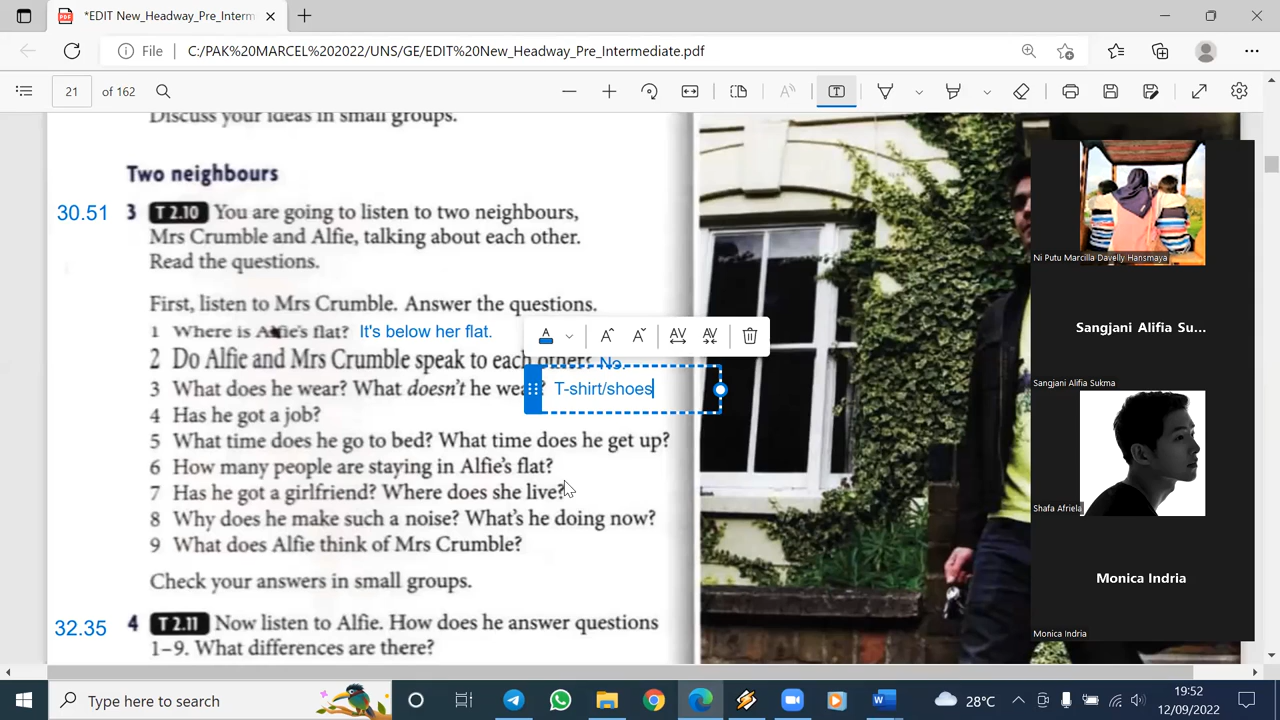 *EDIT New_Headway_Pre_Interm
File C:/PAK%20MARCEL%202022/UNS/GE/EDIT%20New_Headway_Pre_Intermediate.pdf
21 of 162
Discuss your ideas in small groups.
Two neighbours
30.51 3 T 2.10 You are going to listen to two neighbours,
Mrs Crumble and Alfie, talking about each other.
Read the questions.
First, listen to Mrs Crumble. Answer the questions.
1 Where is Alfie's flat? It's below her flat.
2 Do Alfie and Mrs Crumble speak to each other? No.
3 What does he wear? What doesn't he wear? T-shirt/shoes
4 Has he got a job?
5 What time does he go to bed? What time does he get up?
6 How many people are staying in Alfie's flat?
7 Has he got a girlfriend? Where does she live?
8 Why does he make such a noise? What's he doing now?
9 What does Alfie think of Mrs Crumble?
Check your answers in small groups.
32.35 4 T 2.11 Now listen to Alfie. How does he answer questions
1–9. What differences are there?
Ni Putu Marcilla Davelly Hansmaya
Sangjani Alifia Su...
Sangjani Alifia Sukma
Shafa Afriela
Monica Indria
Monica Indria
Type here to search
28°C
19:52
12/09/2022